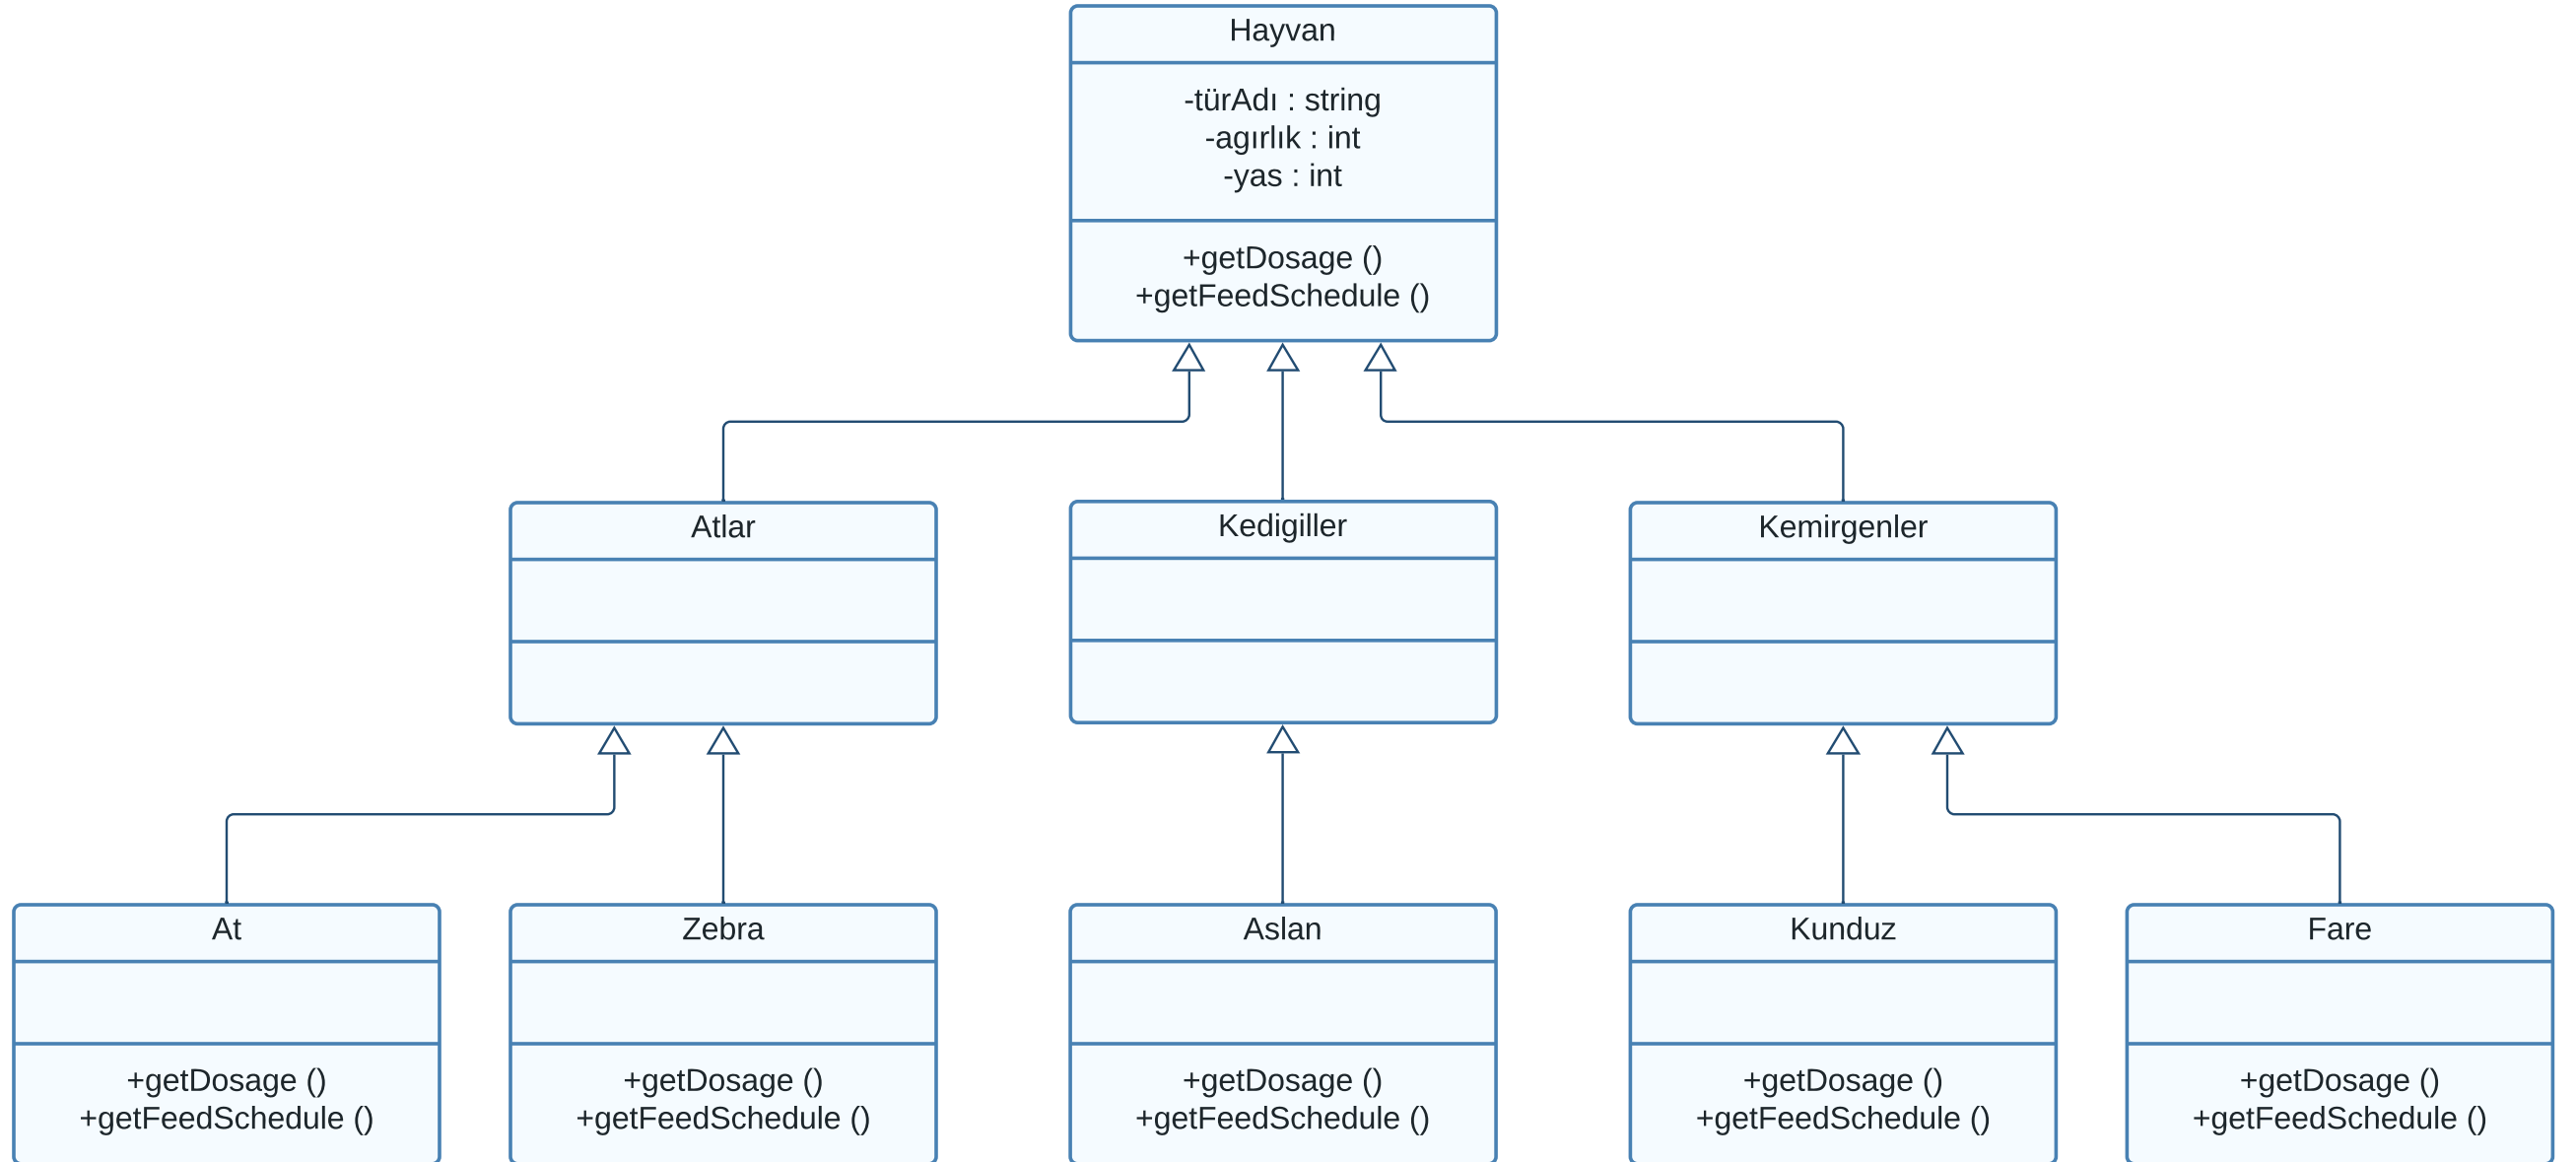 Hayvan
-türAdı : string
-agırlık : int
-yas : int
+getDosage ()
+getFeedSchedule ()
Atlar
Kedigiller
Kemirgenler
At
Zebra
Aslan
Kunduz
Fare
+getDosage ()
+getFeedSchedule ()
+getDosage ()
+getFeedSchedule ()
+getDosage ()
+getFeedSchedule ()
+getDosage ()
+getFeedSchedule ()
+getDosage ()
+getFeedSchedule ()